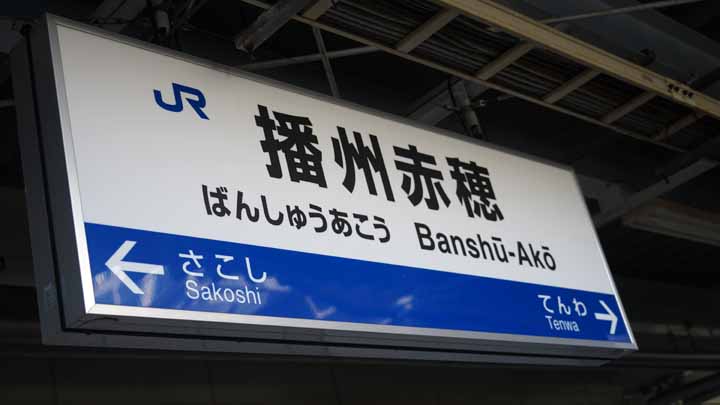 JR
播州赤穂
ばんしゅうあこう Banshū-Akō
← さこし
Sakoshi
てんわ →
Tenwa